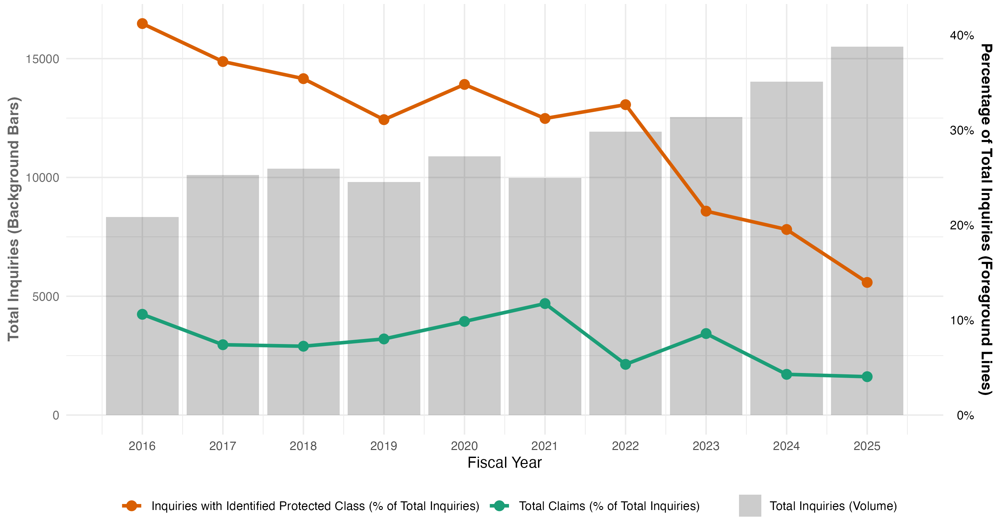 Total Inquiries (Background Bars)
15000
10000
5000
0
40%
30%
20%
10%
0%
Percentage of Total Inquiries (Foreground Lines)
2016 2017 2018 2019 2020 2021 2022 2023 2024 2025
Fiscal Year
Inquiries with Identified Protected Class (% of Total Inquiries) Total Claims (% of Total Inquiries) Total Inquiries (Volume)